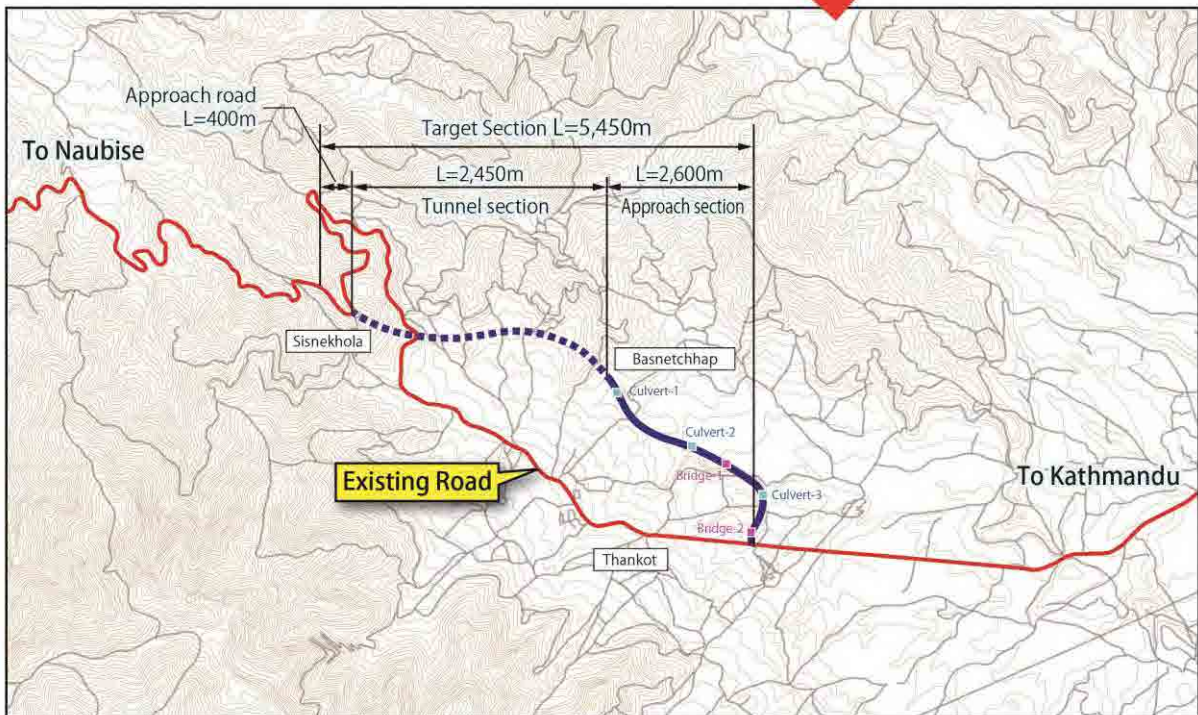 Approach road
L=400m
Target Section L=5,450m
To Naubise
L=2,450m
L=2,600m
Tunnel section
Approach section
Sisnekhola
Basnetchhap
Culvert-1
Culvert-2
Bridge-1
Existing Road
To Kathmandu
Culvert-3
Bridge-2
Thankot